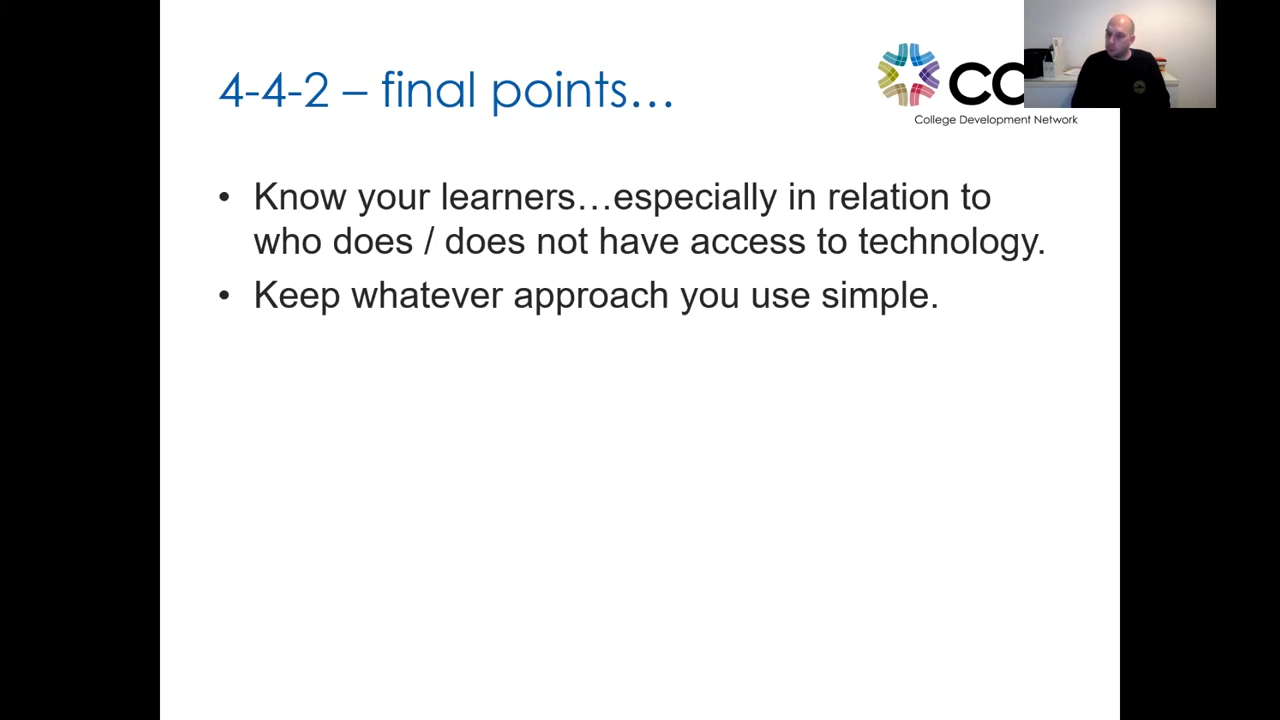 4-4-2 – final points…
College Development Network
• Know your learners…especially in relation to
who does / does not have access to technology.
• Keep whatever approach you use simple.